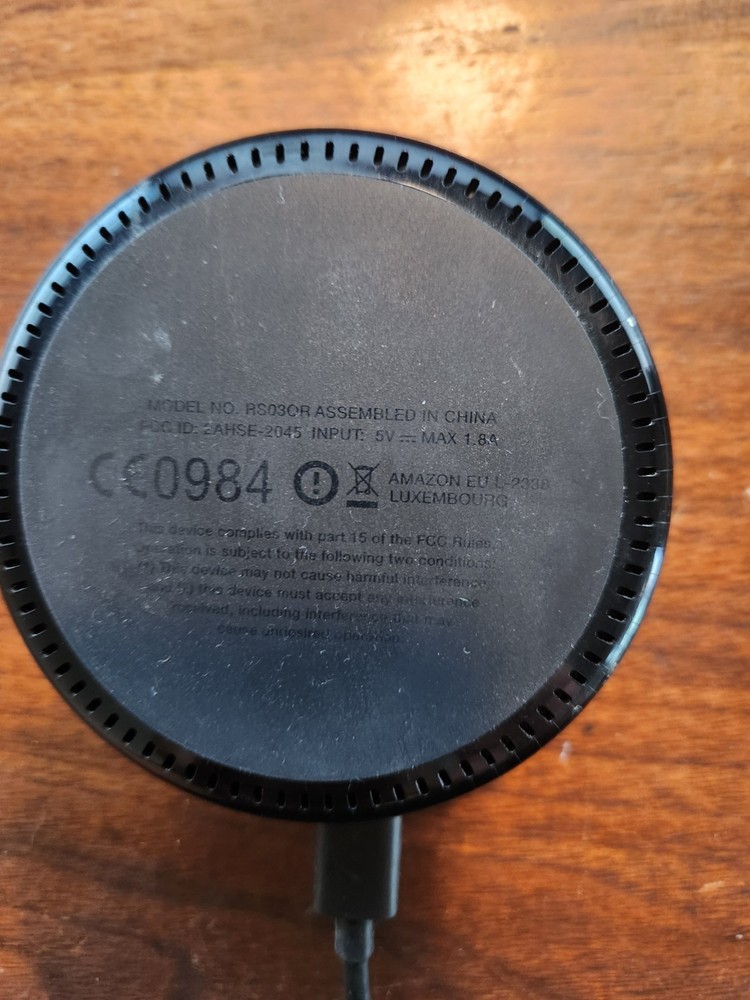 MODEL NO. RS03QR ASSEMBLED IN CHINA
FCC ID: 2AHSE-2045 INPUT: 5V⎓ MAX 1.8A
CE0984
AMAZON EU L-2338
LUXEMBOURG
This device complies with part 15 of the FCC Rules.
Operation is subject to the following two conditions:
(1) This device may not cause harmful interference
and (2) this device must accept any interference
received, including interference that may
cause undesired operation.